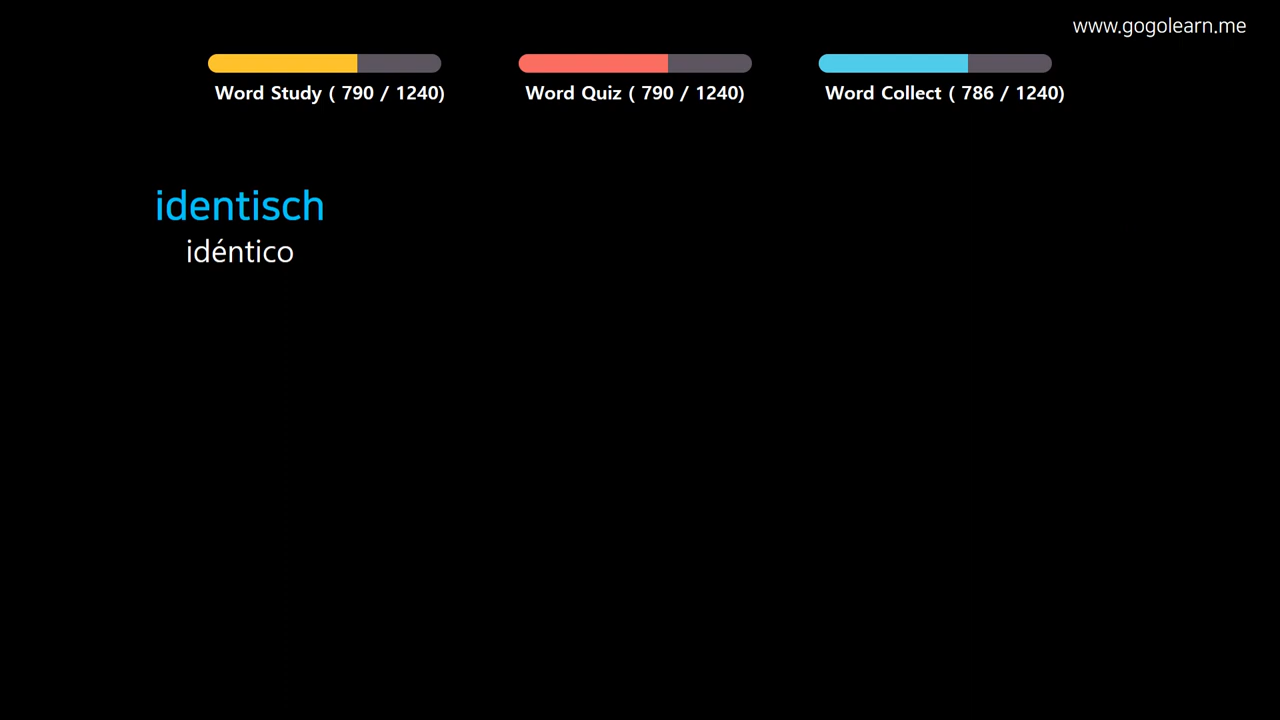 www.gogolearn.me
Word Study ( 790 / 1240)
Word Quiz ( 790 / 1240)
Word Collect ( 786 / 1240)
identisch
idéntico